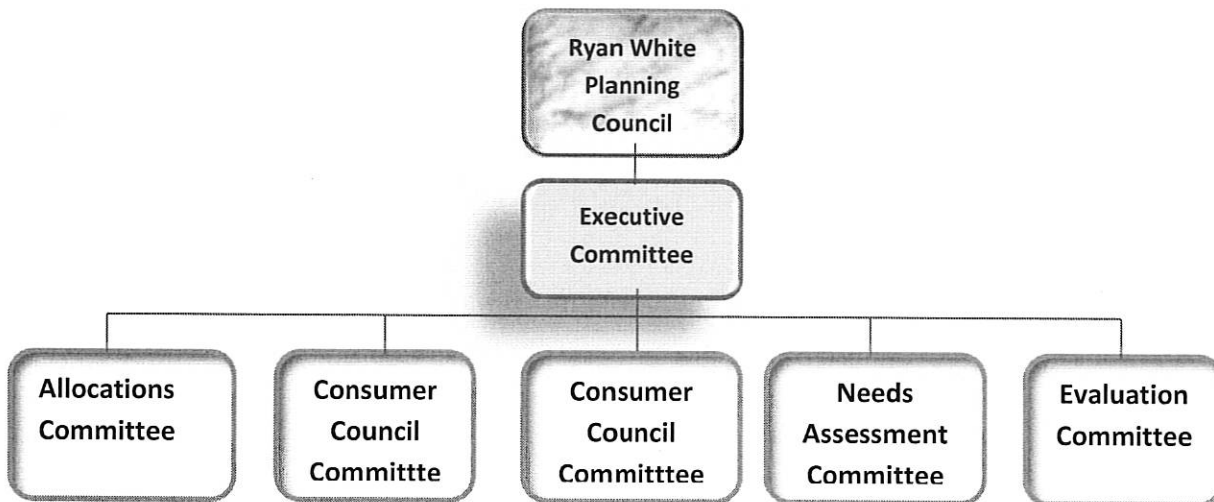 Ryan White
Planning
Council
Executive
Committee
Allocations
Committee
Consumer
Council
Committte
Consumer
Council
Committtee
Needs
Assessment
Committee
Evaluation
Committee